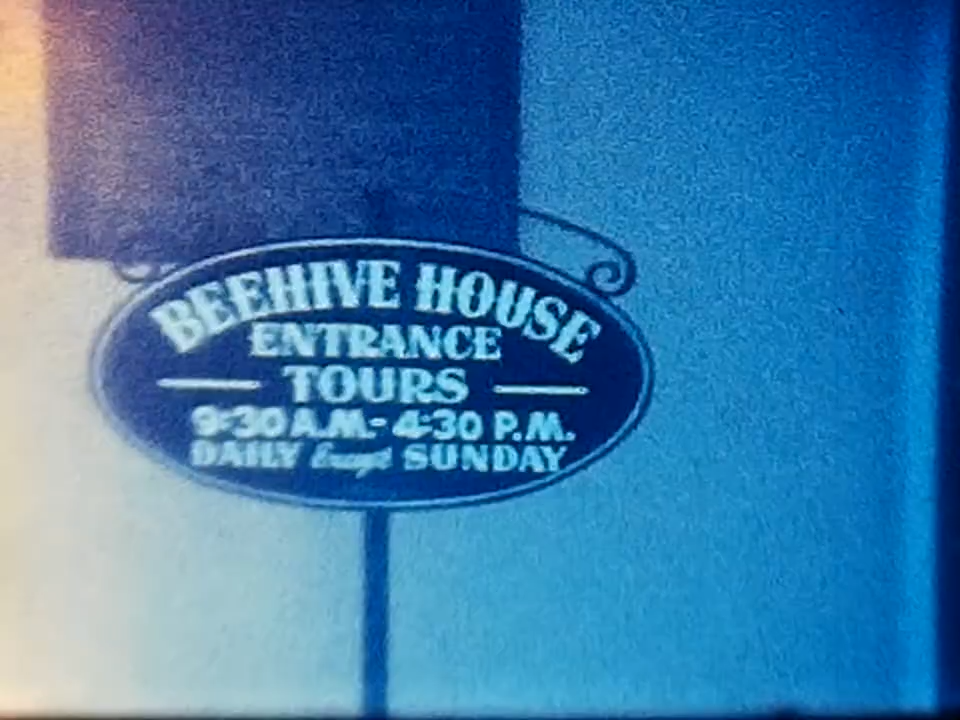 BEEHIVE HOUSE
ENTRANCE
TOURS
9:30 A.M.- 4:30 P.M.
DAILY Except SUNDAY